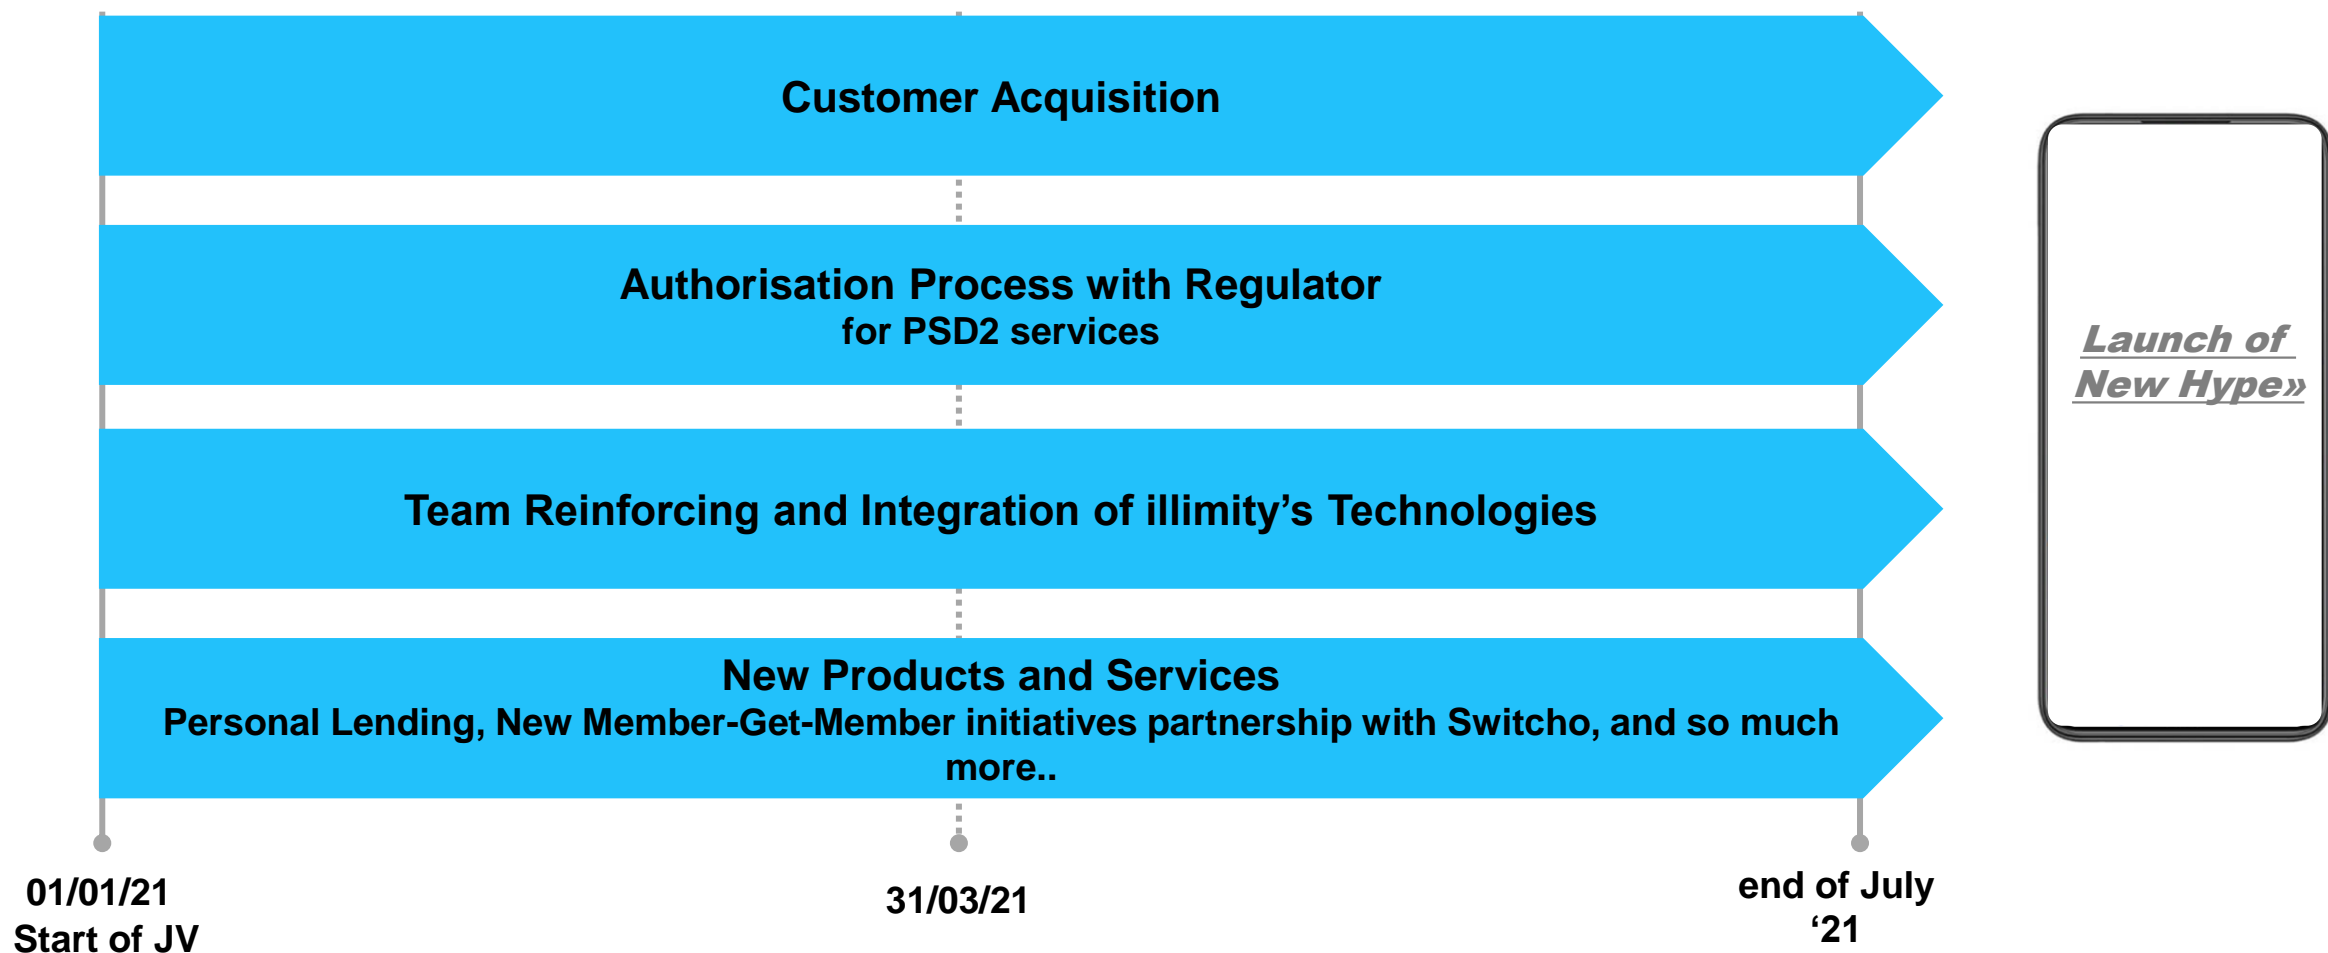 Customer Acquisition
Authorisation Process with Regulator
for PSD2 services
Team Reinforcing and Integration of illimity’s Technologies
New Products and Services
Personal Lending, New Member-Get-Member initiatives partnership with Switcho, and so much
more..
Launch of
New Hype»
01/01/21
Start of JV
31/03/21
end of July
‘21